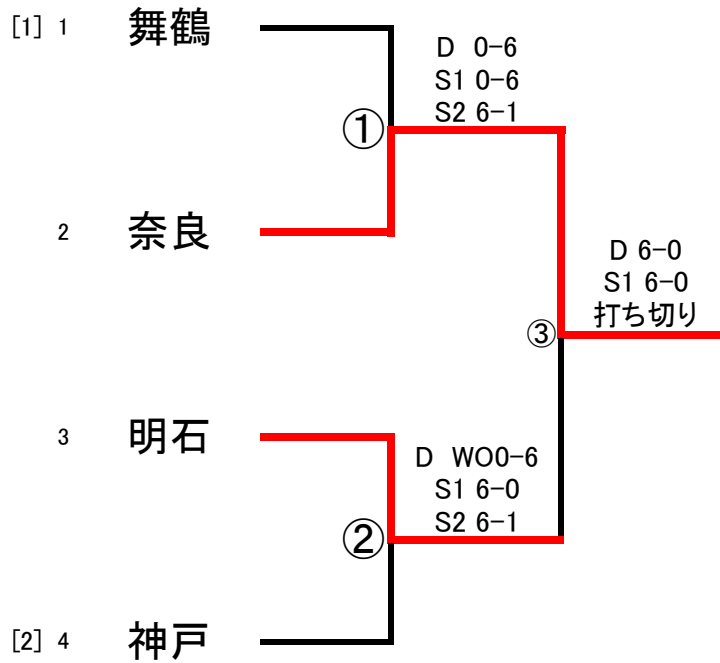 [1] 1 舞鶴
D 0-6
S1 0-6
S2 6-1
①
2 奈良
D 6-0
S1 6-0
打ち切り
③
3 明石
D WO0-6
S1 6-0
S2 6-1
②
[2] 4 神戸